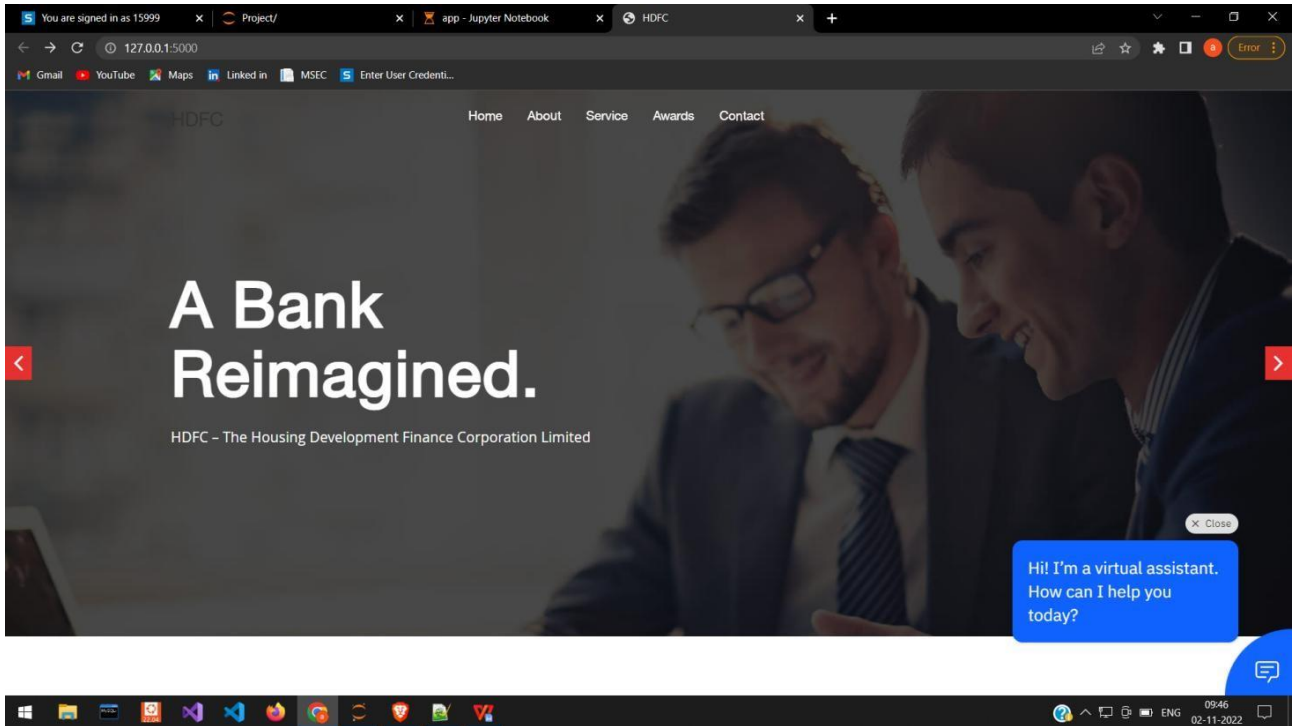 You are signed in as 15999
Project/
app - Jupyter Notebook
HDFC
127.0.0.1:5000
Error
Gmail YouTube Maps Linked in MSEC Enter User Credenti...
HDFC
Home About Service Awards Contact
A Bank
Reimagined.
HDFC – The Housing Development Finance Corporation Limited
Close
Hi! I'm a virtual assistant.
How can I help you
today?
ENG
09:46
02-11-2022